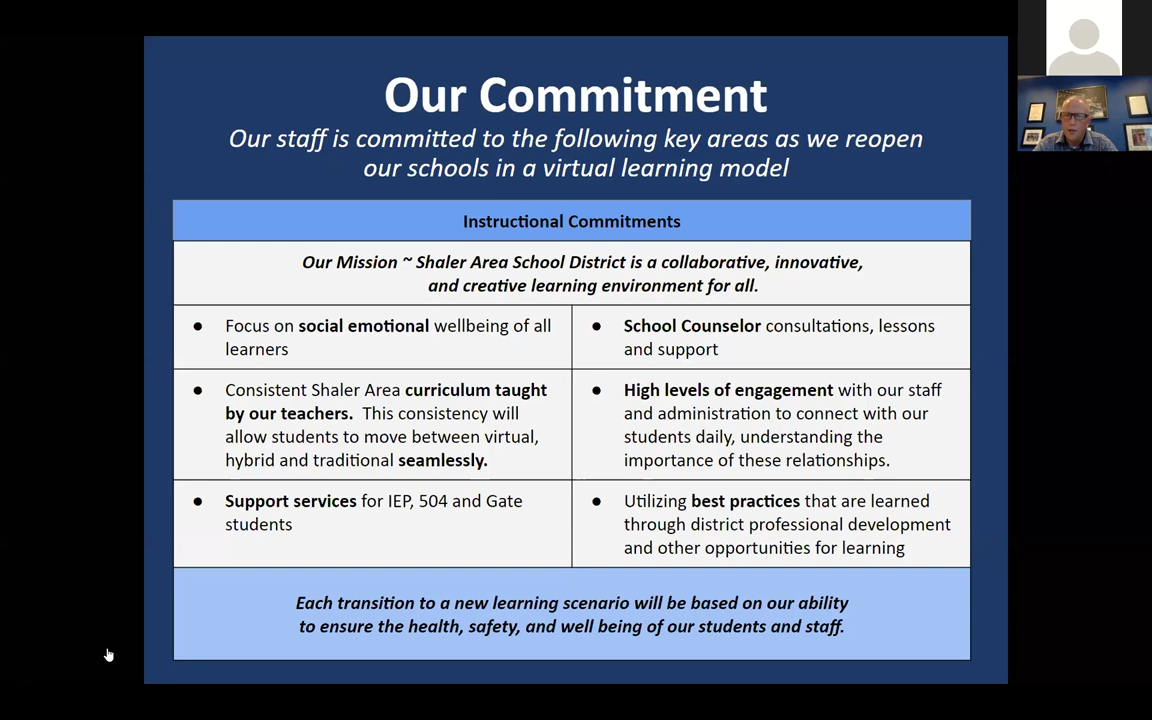 Our Commitment
Our staff is committed to the following key areas as we reopen
our schools in a virtual learning model
Instructional Commitments
Our Mission ~ Shaler Area School District is a collaborative, innovative,
and creative learning environment for all.
● Focus on social emotional wellbeing of all
learners
● School Counselor consultations, lessons
and support
● Consistent Shaler Area curriculum taught
by our teachers. This consistency will
allow students to move between virtual,
hybrid and traditional seamlessly.
● High levels of engagement with our staff
and administration to connect with our
students daily, understanding the
importance of these relationships.
● Support services for IEP, 504 and Gate
students
● Utilizing best practices that are learned
through district professional development
and other opportunities for learning
Each transition to a new learning scenario will be based on our ability
to ensure the health, safety, and well being of our students and staff.